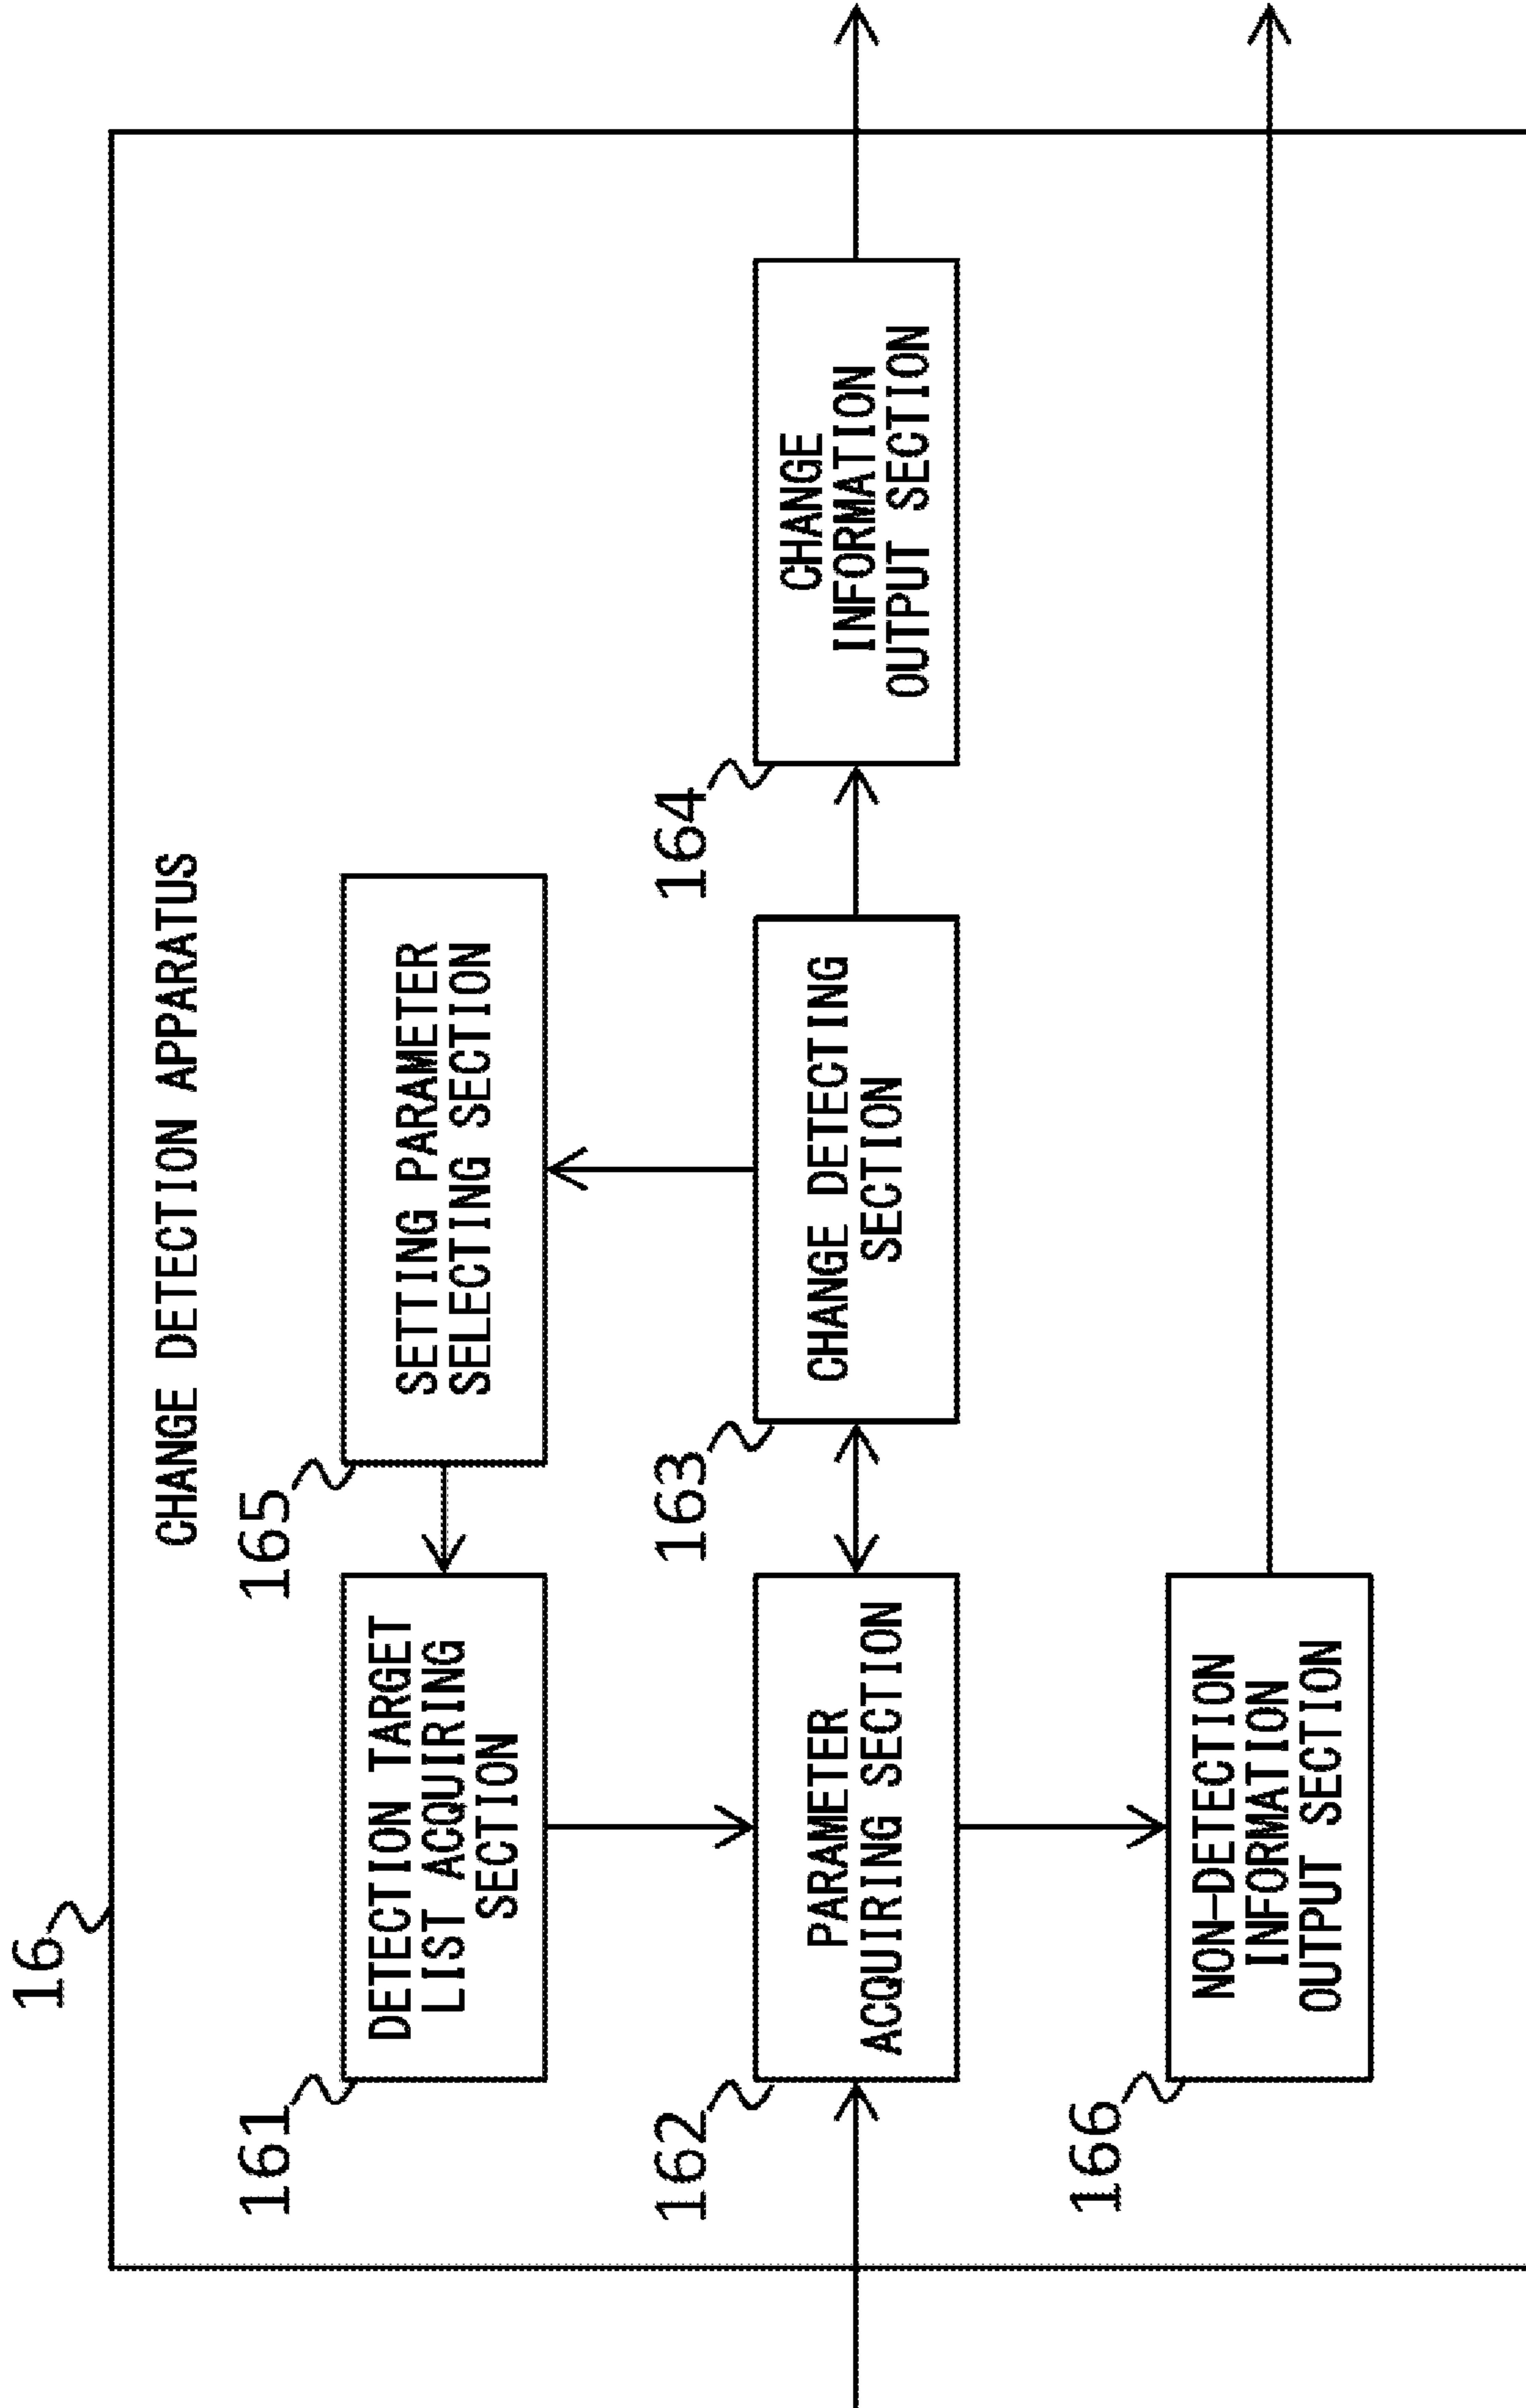 16
CHANGE DETECTION APPARATUS
161
DETECTION TARGET
LIST ACQUIRING
SECTION
165
SETTING PARAMETER
SELECTING SECTION
162
PARAMETER
ACQUIRING SECTION
163
CHANGE DETECTING
SECTION
164
CHANGE
INFORMATION
OUTPUT SECTION
166
NON-DETECTION
INFORMATION
OUTPUT SECTION